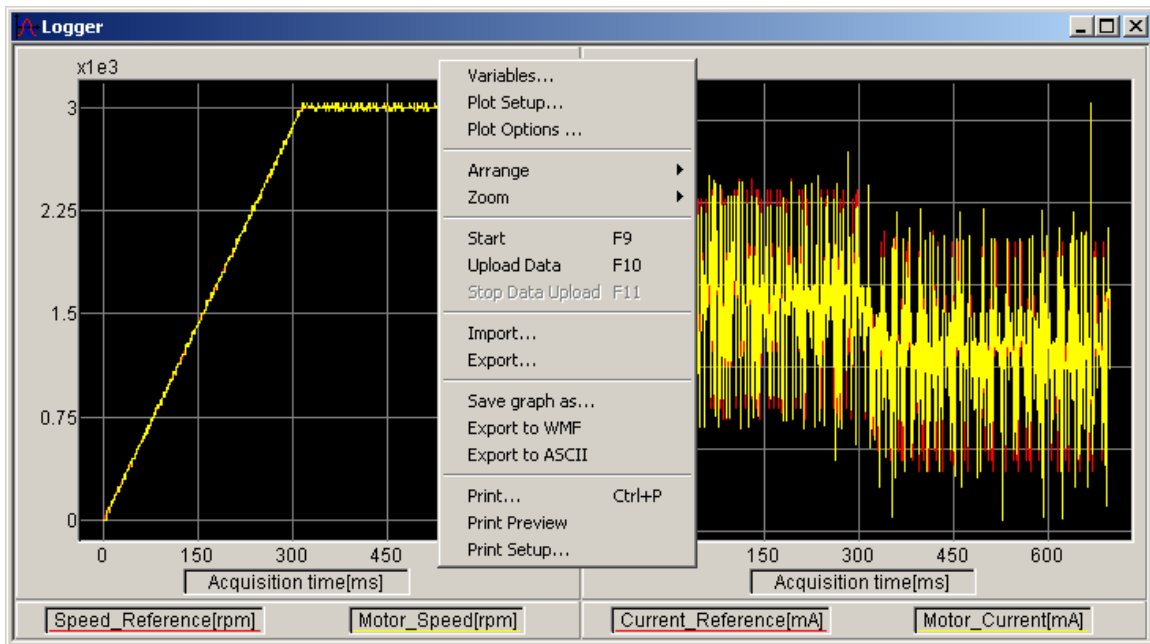 Logger
x1e3
3
2.25
1.5
0.75
0
0 150 300 450
Acquisition time[ms]
Speed_Reference[rpm] Motor_Speed[rpm]
Variables...
Plot Setup...
Plot Options ...
Arrange
Zoom
Start F9
Upload Data F10
Stop Data Upload F11
Import...
Export...
Save graph as...
Export to WMF
Export to ASCII
Print... Ctrl+P
Print Preview
Print Setup...
150 300 450 600
Acquisition time[ms]
Current_Reference[mA] Motor_Current[mA]